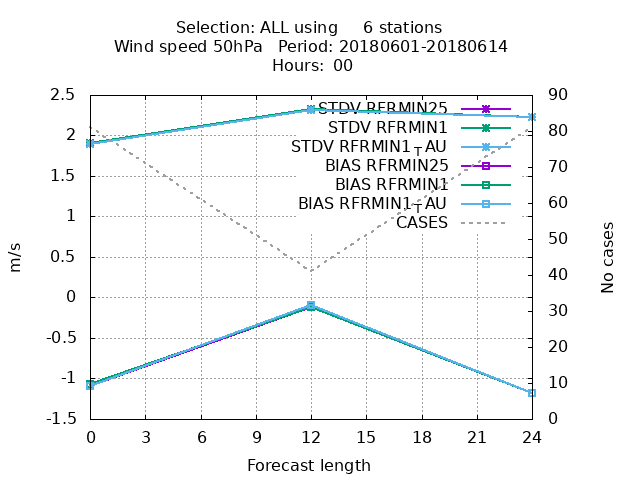 Selection: ALL using 6 stations
Wind speed 50hPa Period: 20180601-20180614
Hours: 00
2.5
2
1.5
1
0.5
0
-0.5
-1
-1.5
m/s
90
80
70
60
50
40
30
20
10
0
No cases
STDV RFRMIN25
STDV RFRMIN1
STDV RFRMIN1_TAU
BIAS RFRMIN25
BIAS RFRMIN1
BIAS RFRMIN1_TAU
CASES
0 3 6 9 12 15 18 21 24
Forecast length